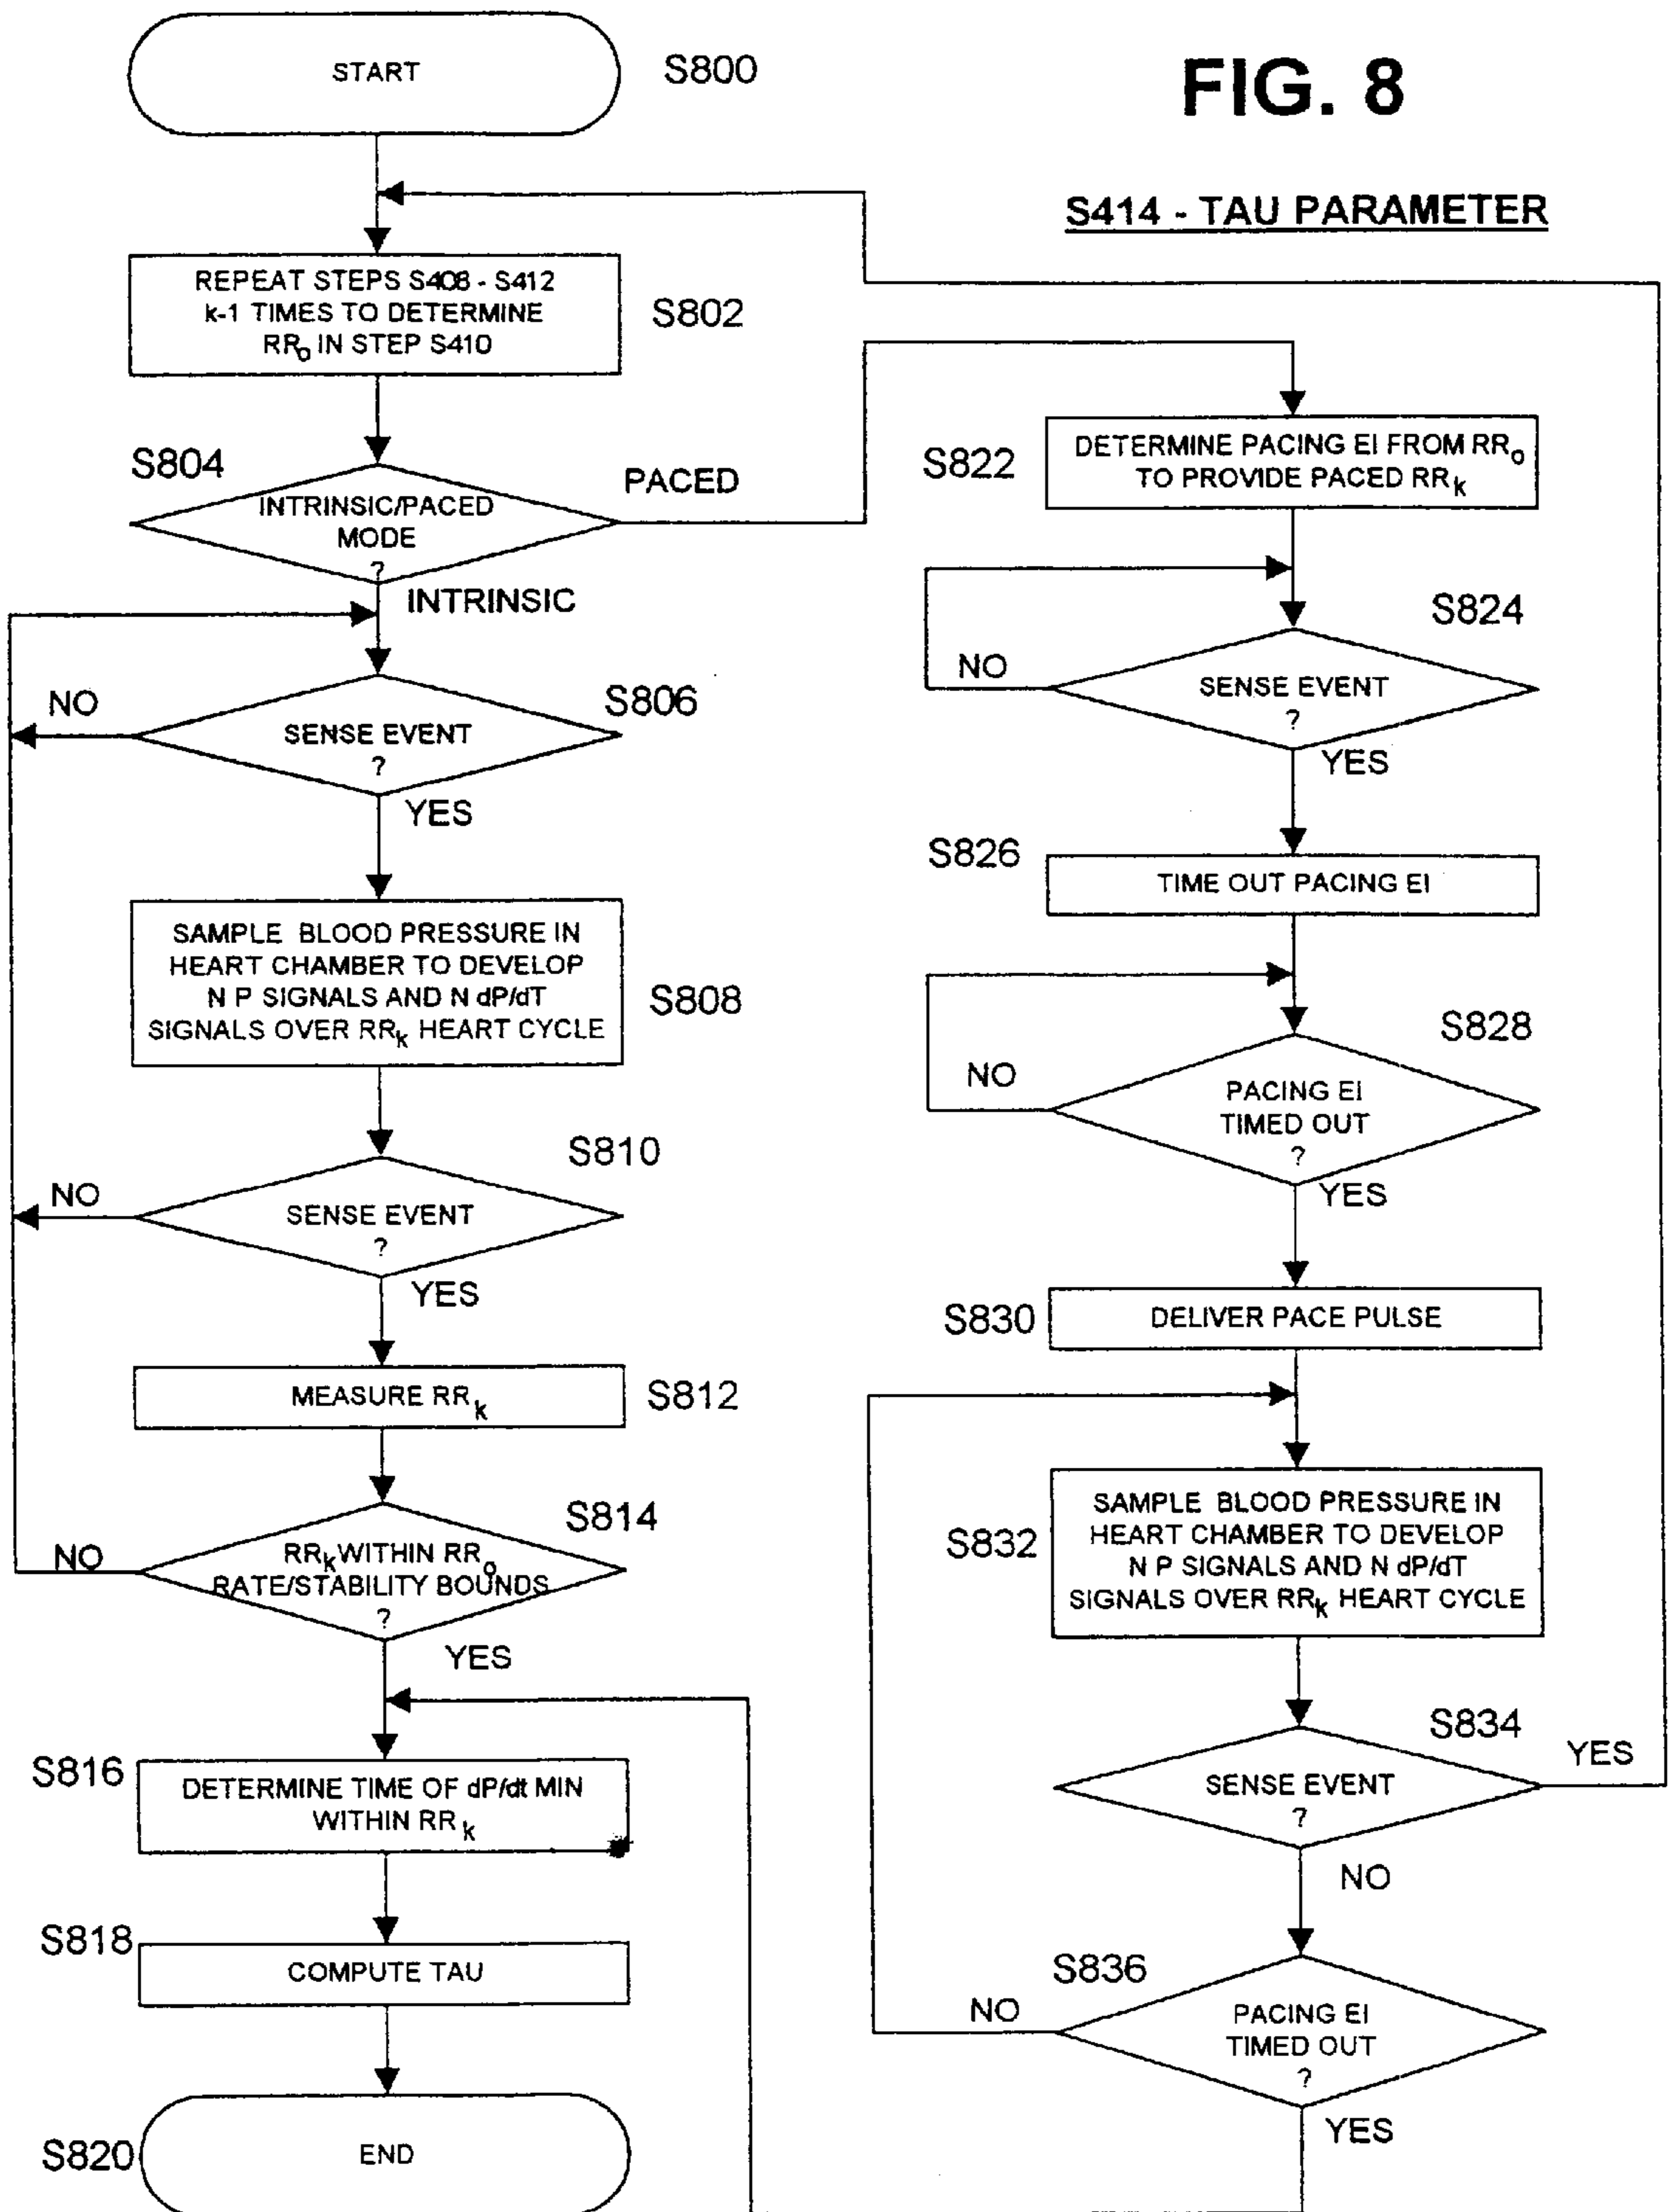 FIG. 8
S414 - TAU PARAMETER
START
S800
REPEAT STEPS S408 - S412
k-1 TIMES TO DETERMINE
RRo IN STEP S410
S802
S804
INTRINSIC/PACED
MODE
?
PACED
INTRINSIC
NO
SENSE EVENT
?
S806
YES
SAMPLE BLOOD PRESSURE IN
HEART CHAMBER TO DEVELOP
N P SIGNALS AND N dP/dT
SIGNALS OVER RRk HEART CYCLE
S808
S810
NO
SENSE EVENT
?
YES
MEASURE RRk
S812
S814
NO
RRk WITHIN RRo
RATE/STABILITY BOUNDS
?
YES
S816
DETERMINE TIME OF dP/dt MIN
WITHIN RRk
S818
COMPUTE TAU
S820
END
S822
DETERMINE PACING EI FROM RRo
TO PROVIDE PACED RRk
S824
NO
SENSE EVENT
?
YES
S826
TIME OUT PACING EI
S828
NO
PACING EI
TIMED OUT
?
YES
S830
DELIVER PACE PULSE
S832
SAMPLE BLOOD PRESSURE IN
HEART CHAMBER TO DEVELOP
N P SIGNALS AND N dP/dT
SIGNALS OVER RRk HEART CYCLE
S834
YES
SENSE EVENT
?
NO
S836
NO
PACING EI
TIMED OUT
?
YES